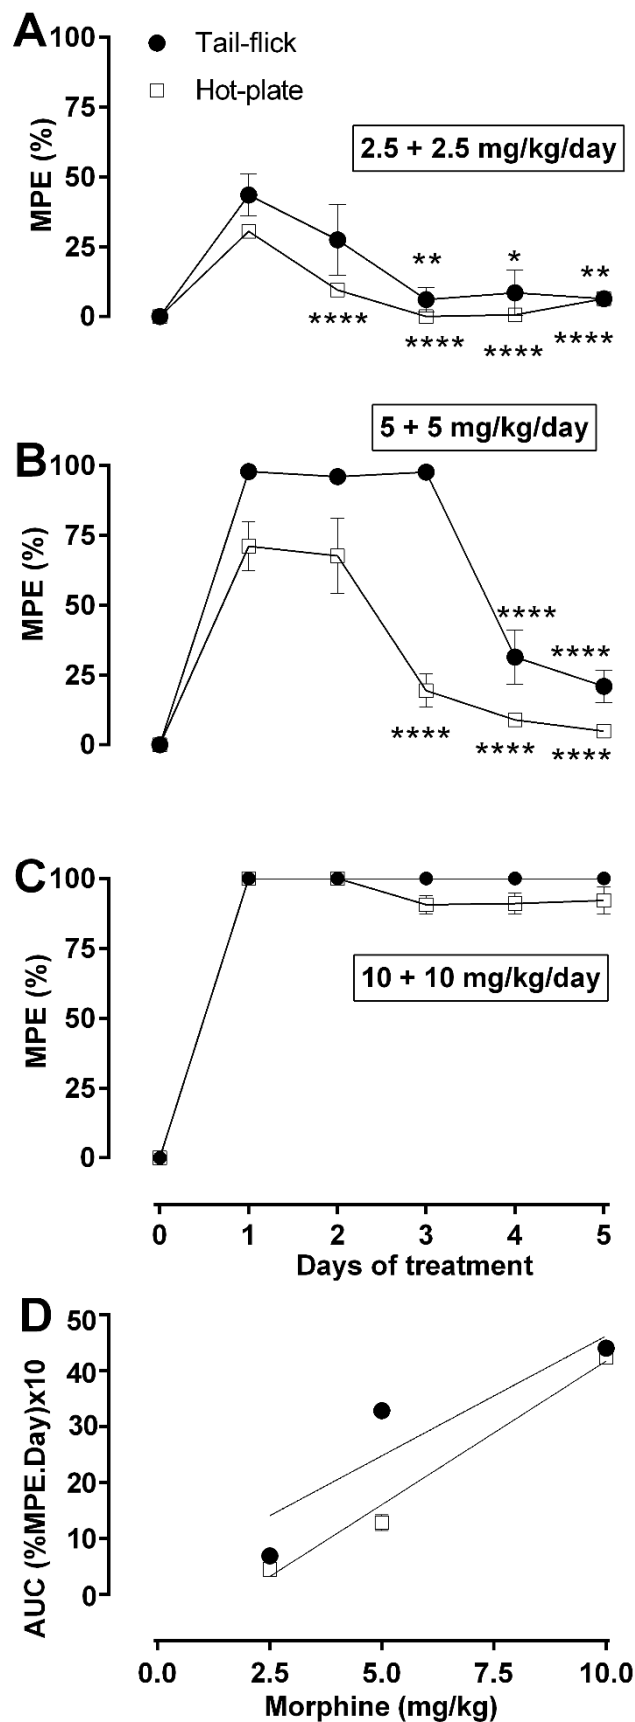 A
100
Tail-flick
Hot-plate
75
2.5 + 2.5 mg/kg/day
MPE (%)
50
25
** * **
0
**** **** **** ****
5 + 5 mg/kg/day
B
100
75
MPE (%)
50
****
25
****
0
**** **** ****
C
100
75
10 + 10 mg/kg/day
MPE (%)
50
25
0
0 1 2 3 4 5
Days of treatment
D
50
40
AUC (%MPE.Day)x10
30
20
10
0
0.0 2.5 5.0 7.5 10.0
Morphine (mg/kg)